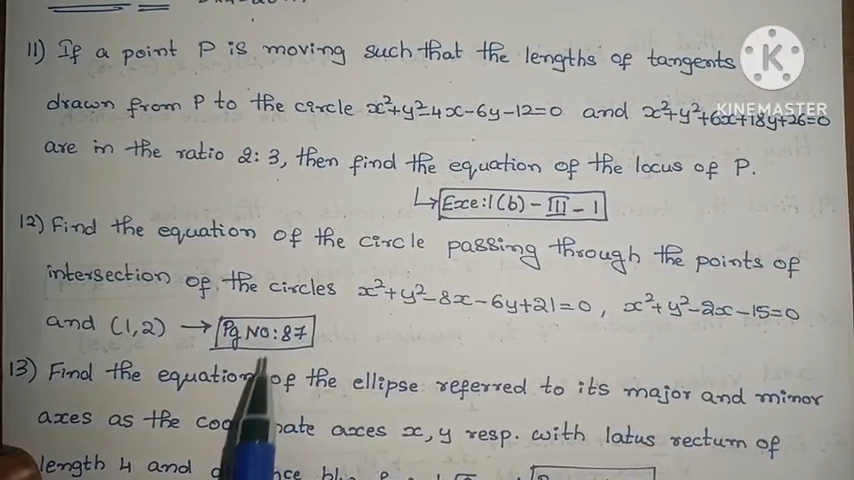 11) If a point P is moving such that the lengths of tangents
drawn from P to the circle x²+y²-4x-6y-12=0 and x²+y²+6x+18y+26=0
are in the ratio 2:3, then find the equation of the locus of P.
↳ Exe:1(b)-III-1
12) Find the equation of the circle passing through the points of
intersection of the circles x²+y²-8x-6y+21=0, x²+y²-2x-15=0
and (1,2) → Pg NO:87
13) Find the equation of the ellipse referred to its major and minor
axes as the axes x, y resp. with latus rectum of
length 4 and
K
KINEMASTER